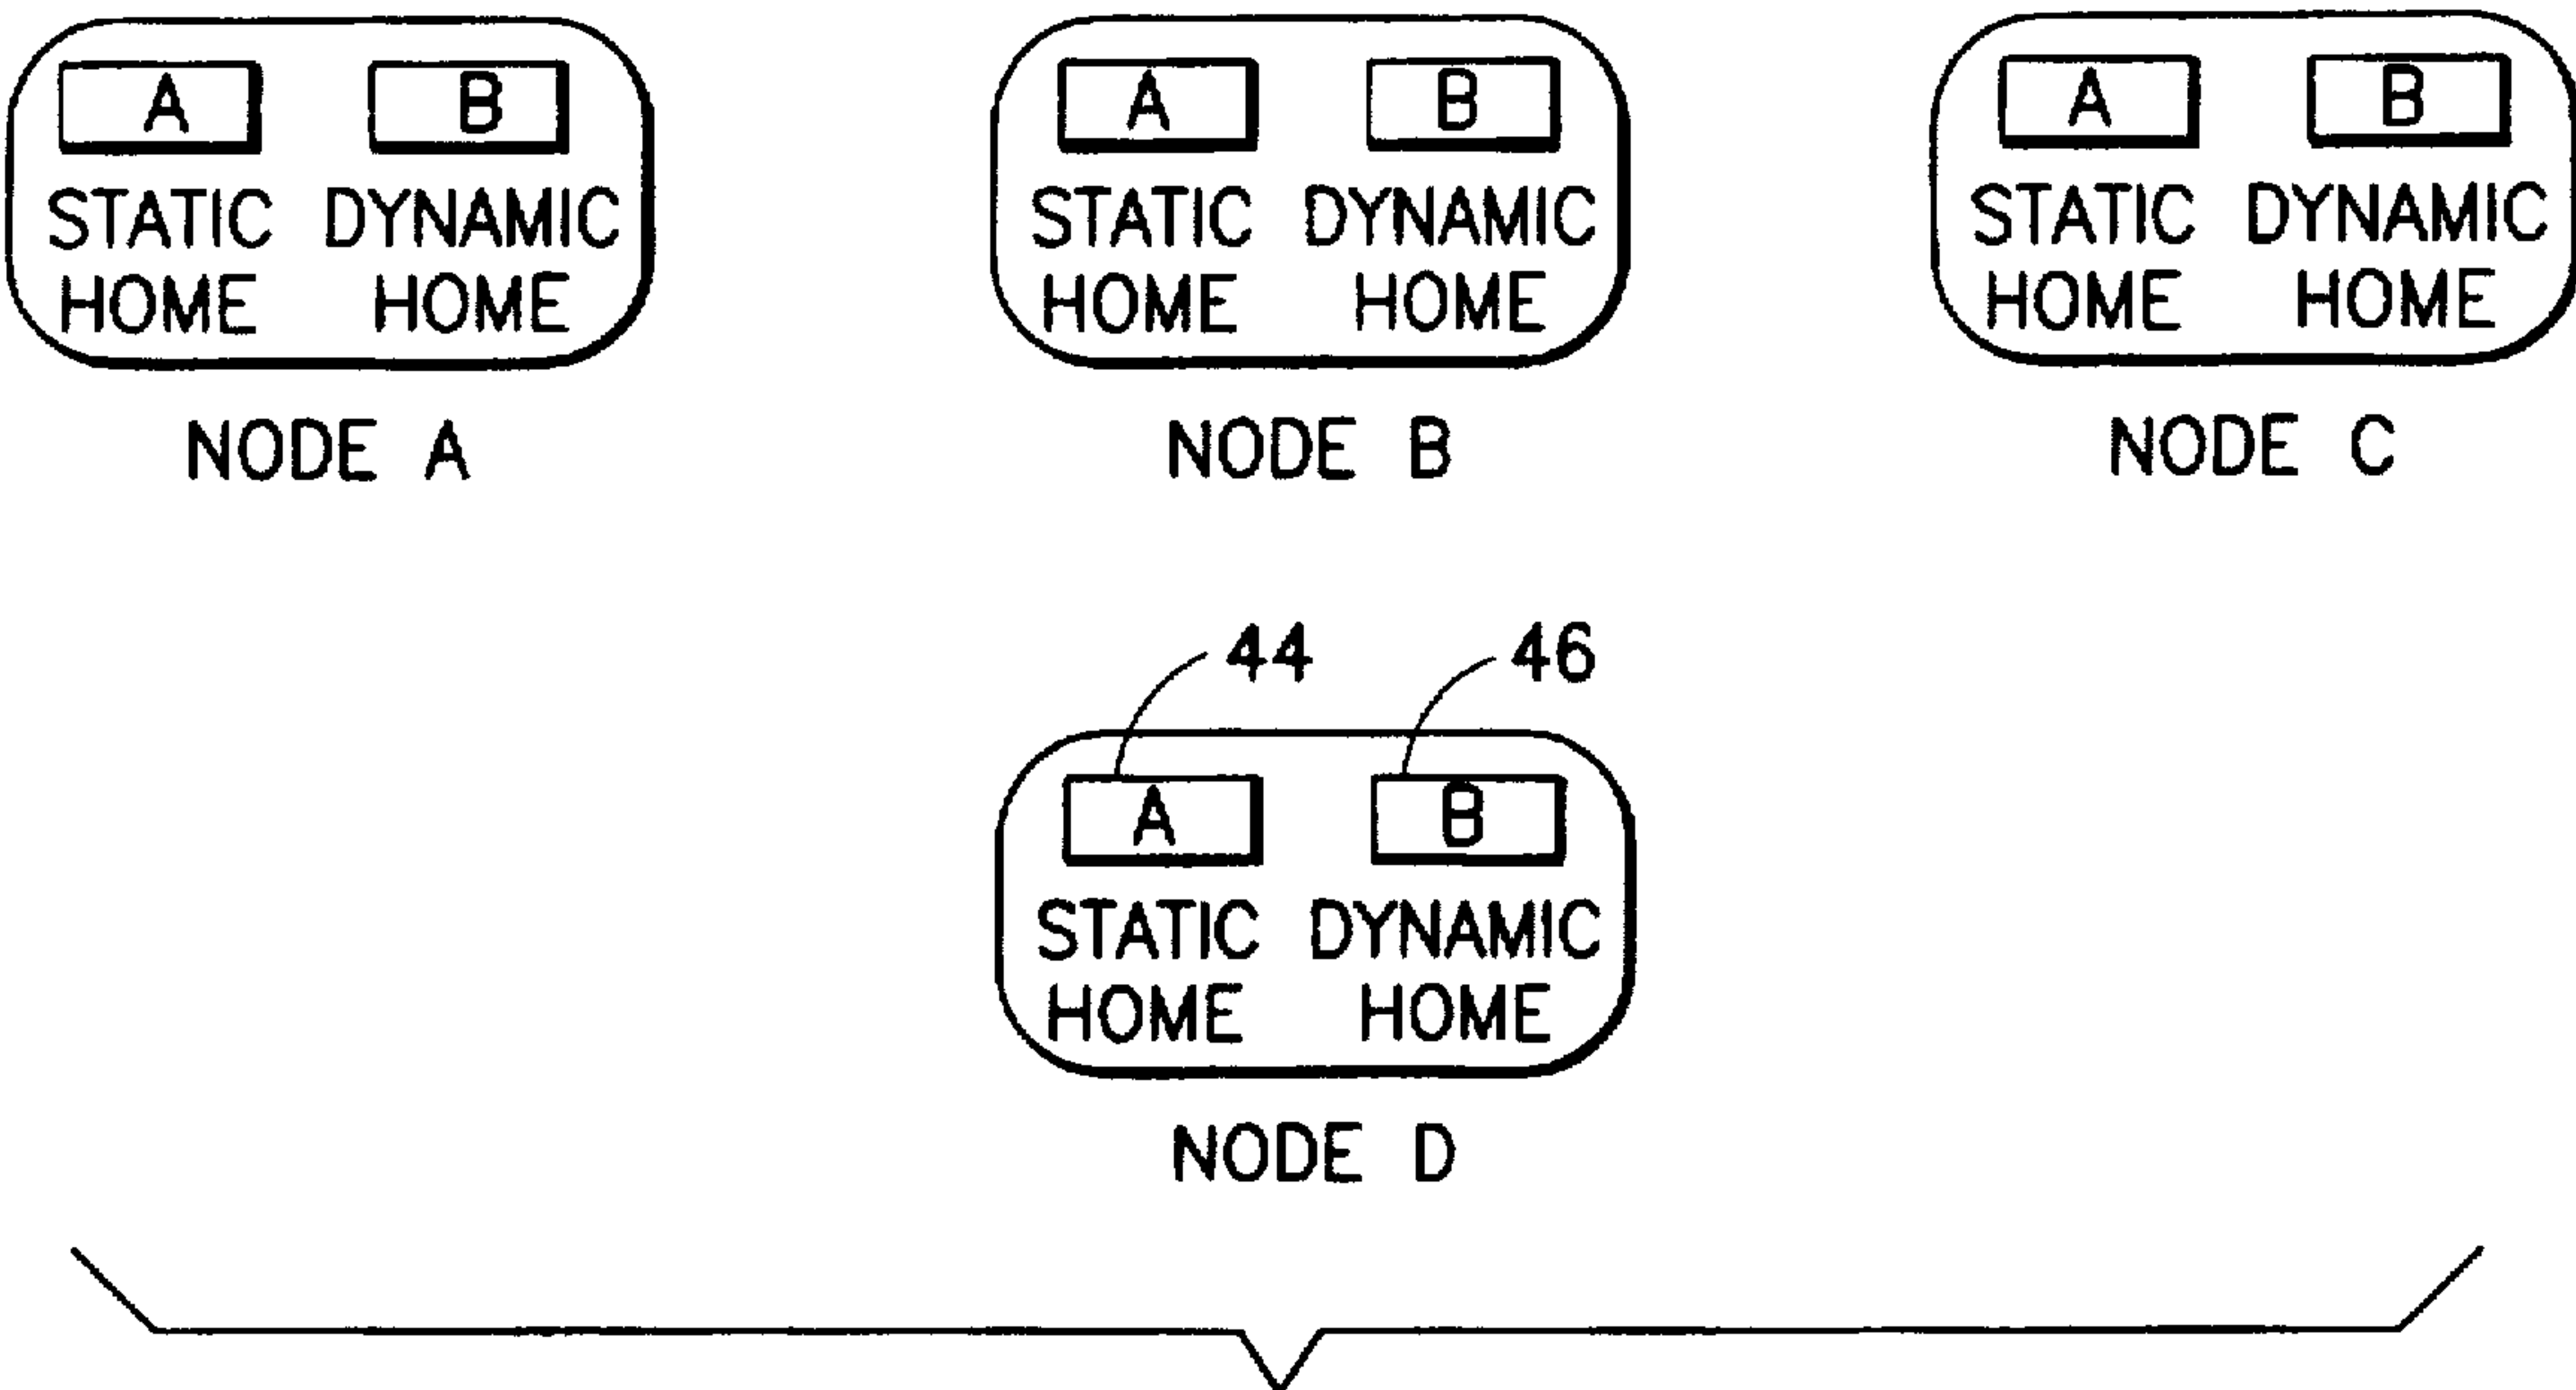 A B
STATIC DYNAMIC
HOME HOME
NODE A
A B
STATIC DYNAMIC
HOME HOME
NODE B
A B
STATIC DYNAMIC
HOME HOME
NODE C
44 46
A B
STATIC DYNAMIC
HOME HOME
NODE D